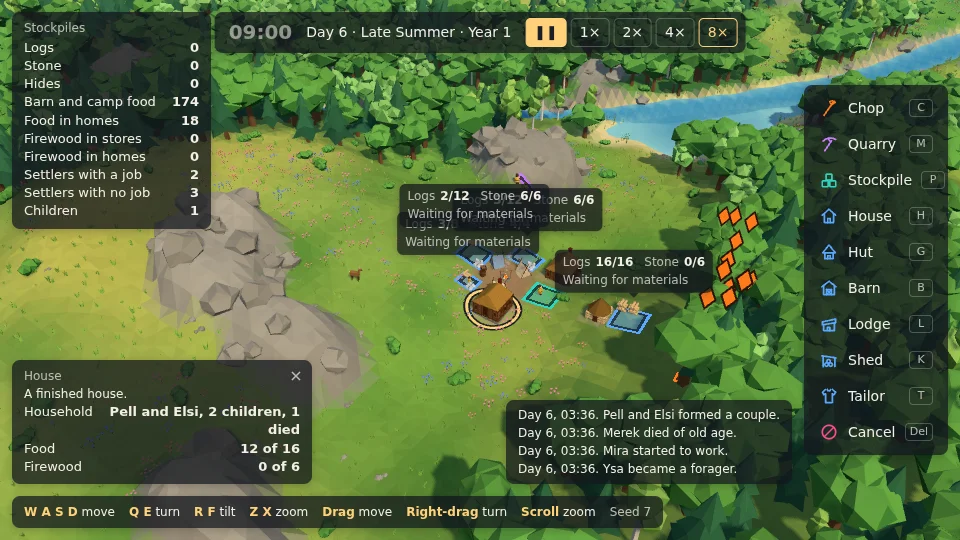 Stockpiles
Logs 0
Stone 0
Hides 0
Barn and camp food 174
Food in homes 18
Firewood in stores 0
Firewood in homes 0
Settlers with a job 2
Settlers with no job 3
Children 1
09:00 Day 6 · Late Summer · Year 1 1× 2× 4× 8×
Chop C
Quarry M
Stockpile P
House H
Hut G
Barn B
Lodge L
Shed K
Tailor T
Cancel Del
Logs 2/12 Stone 6/6
Waiting for materials
6/6
Waiting for materials
Logs 16/16 Stone 0/6
Waiting for materials
House ×
A finished house.
Household Pell and Elsi, 2 children, 1
died
Food 12 of 16
Firewood 0 of 6
Day 6, 03:36. Pell and Elsi formed a couple.
Day 6, 03:36. Merek died of old age.
Day 6, 03:36. Mira started to work.
Day 6, 03:36. Ysa became a forager.
W A S D move Q E turn R F tilt Z X zoom Drag move Right-drag turn Scroll zoom Seed 7